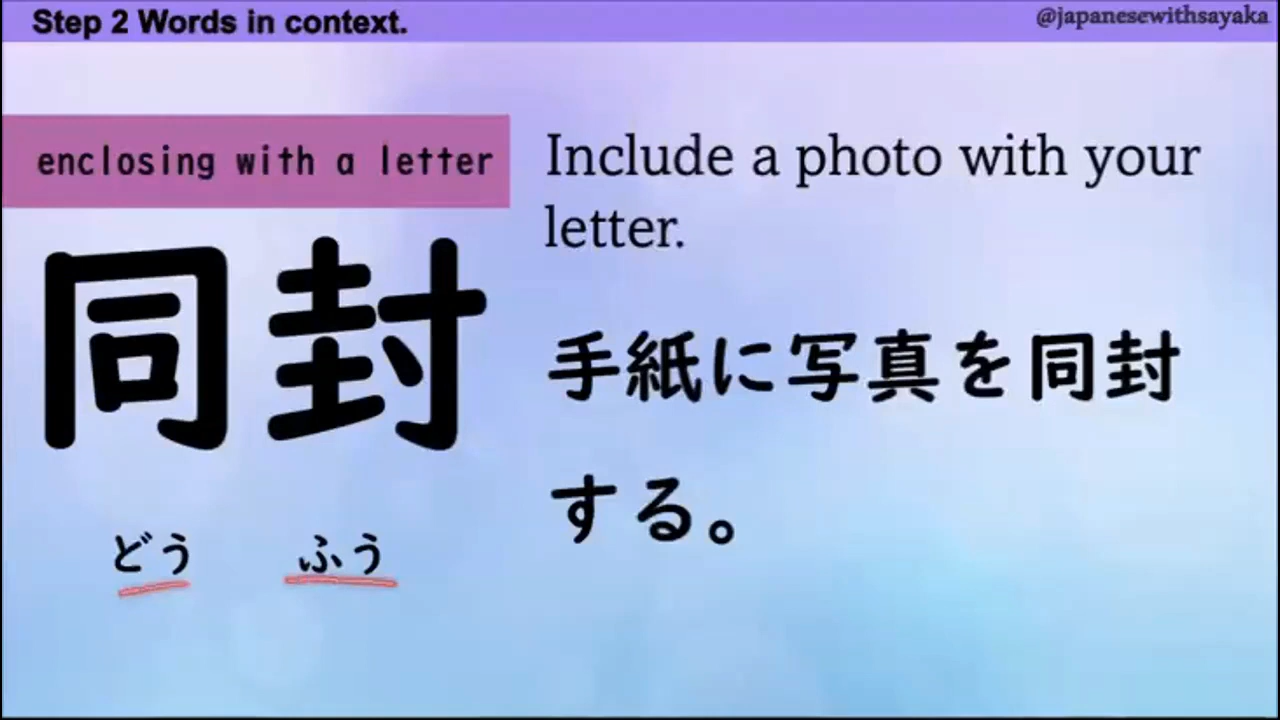 Step 2 Words in context.
@japanesewithsayaka
enclosing with a letter
同封
どう ふう
Include a photo with your
letter.
手紙に写真を同封
する。